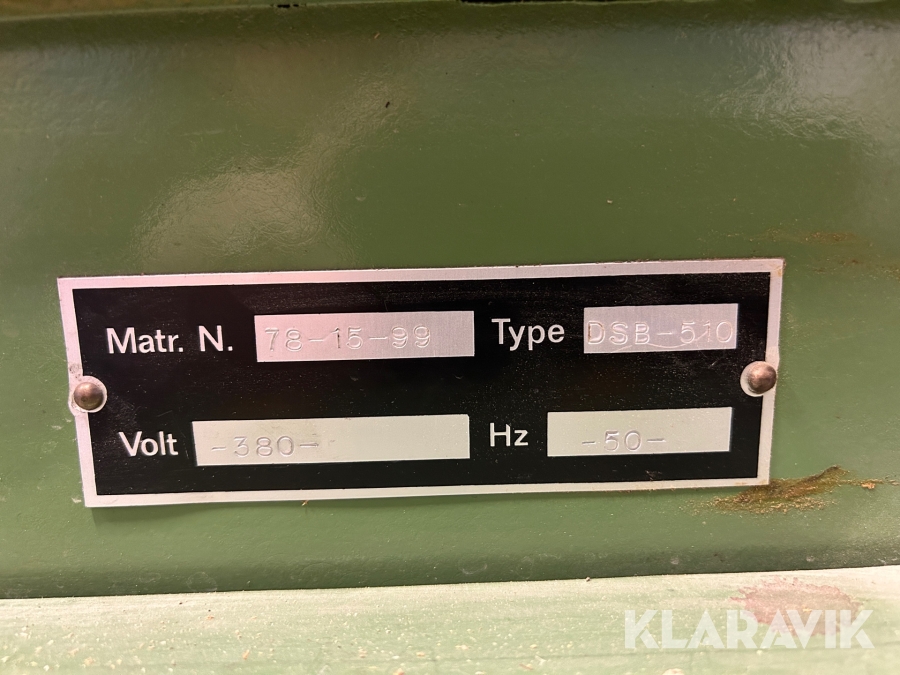 Matr. N. 78-15-99 Type DSB-510
Volt -380- Hz -50-
KLARAVIK